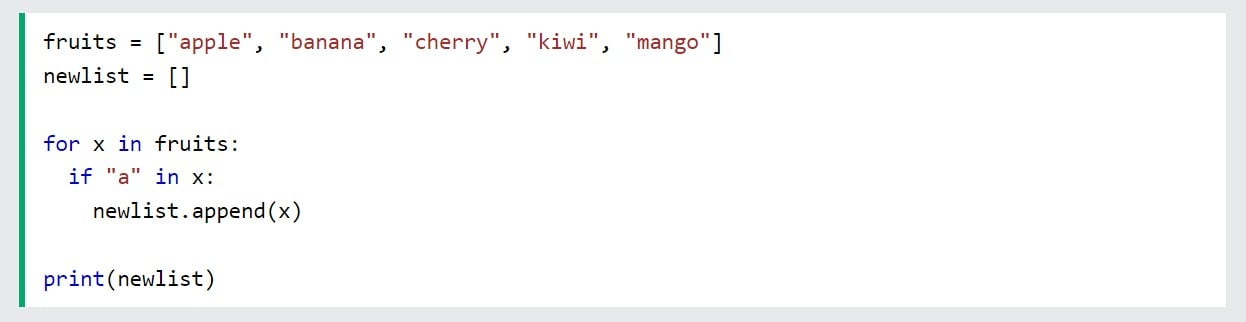 fruits = ["apple", "banana", "cherry", "kiwi", "mango"]
newlist = []
for x in fruits:
  if "a" in x:
    newlist.append(x)
print(newlist)